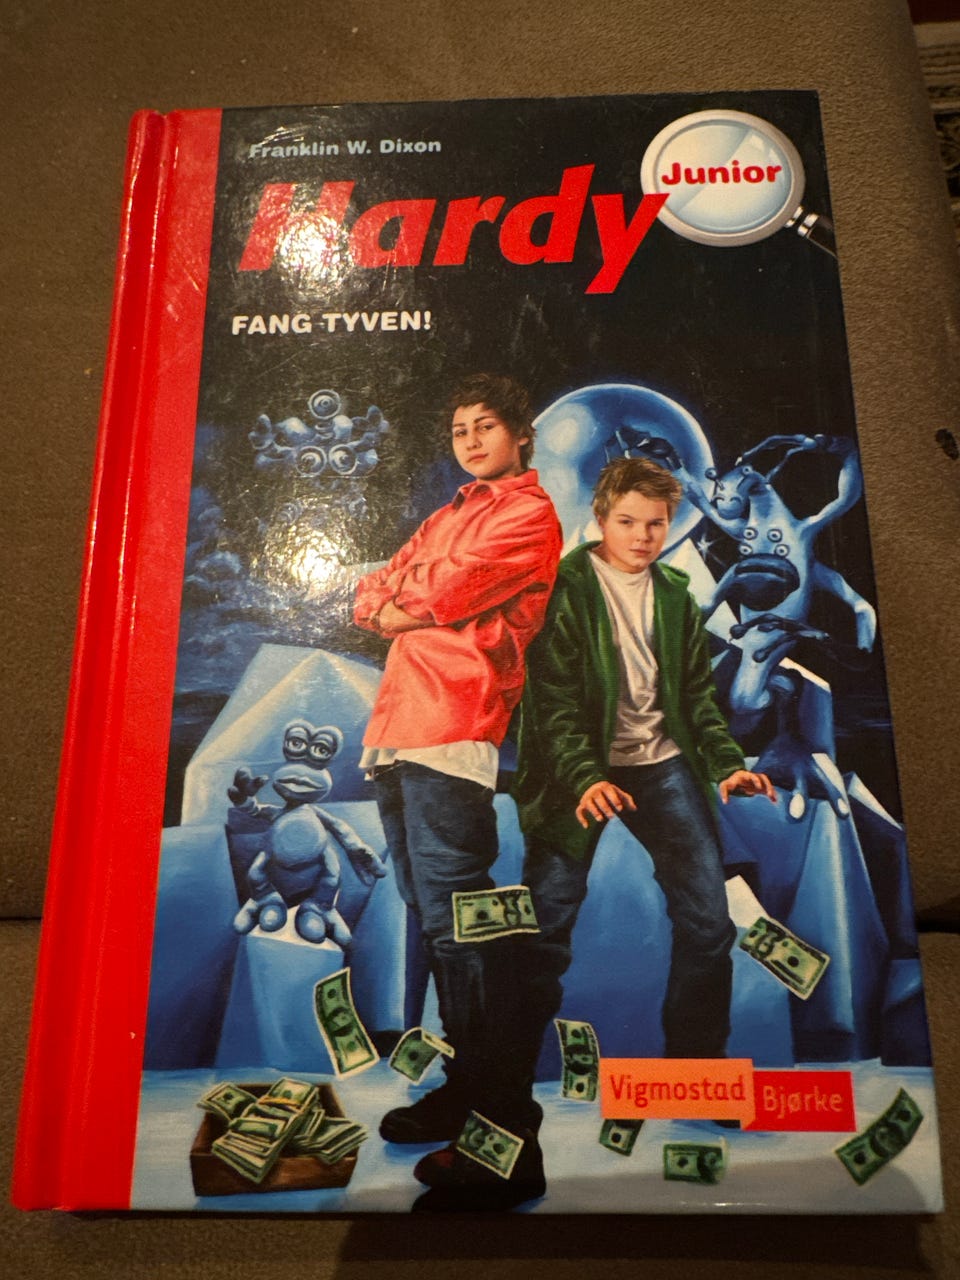 Franklin W. Dixon
Hardy
Junior
FANG TYVEN!
Vigmostad
Bjørke